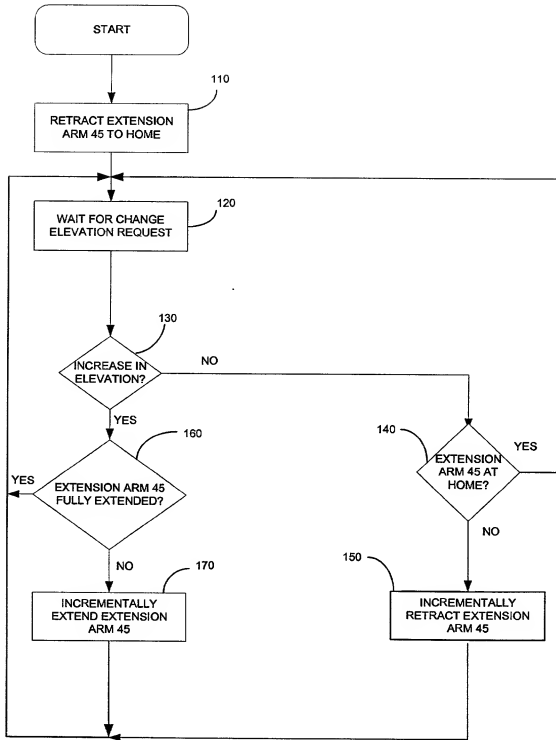 START
110
RETRACT EXTENSION
ARM 45 TO HOME
120
WAIT FOR CHANGE
ELEVATION REQUEST
130
INCREASE IN
ELEVATION?
NO
YES
160
140
YES
EXTENSION
ARM 45 AT
HOME?
YES
EXTENSION ARM 45
FULLY EXTENDED?
NO
NO
170
150
INCREMENTALLY
EXTEND EXTENSION
ARM 45
INCREMENTALLY
RETRACT EXTENSION
ARM 45